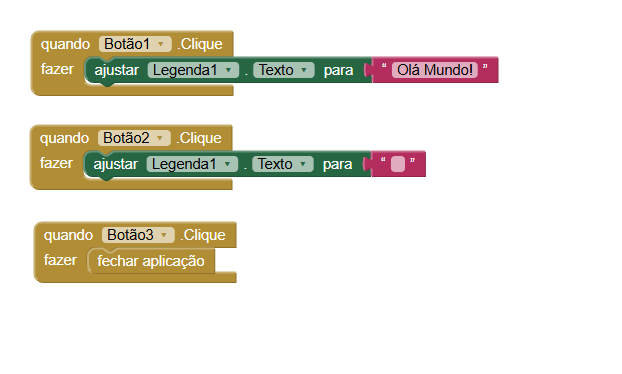 quando Botão1 .Clique
fazer ajustar Legenda1 . Texto para “ Olá Mundo! ”
quando Botão2 .Clique
fazer ajustar Legenda1 . Texto para “ ”
quando Botão3 .Clique
fazer fechar aplicação